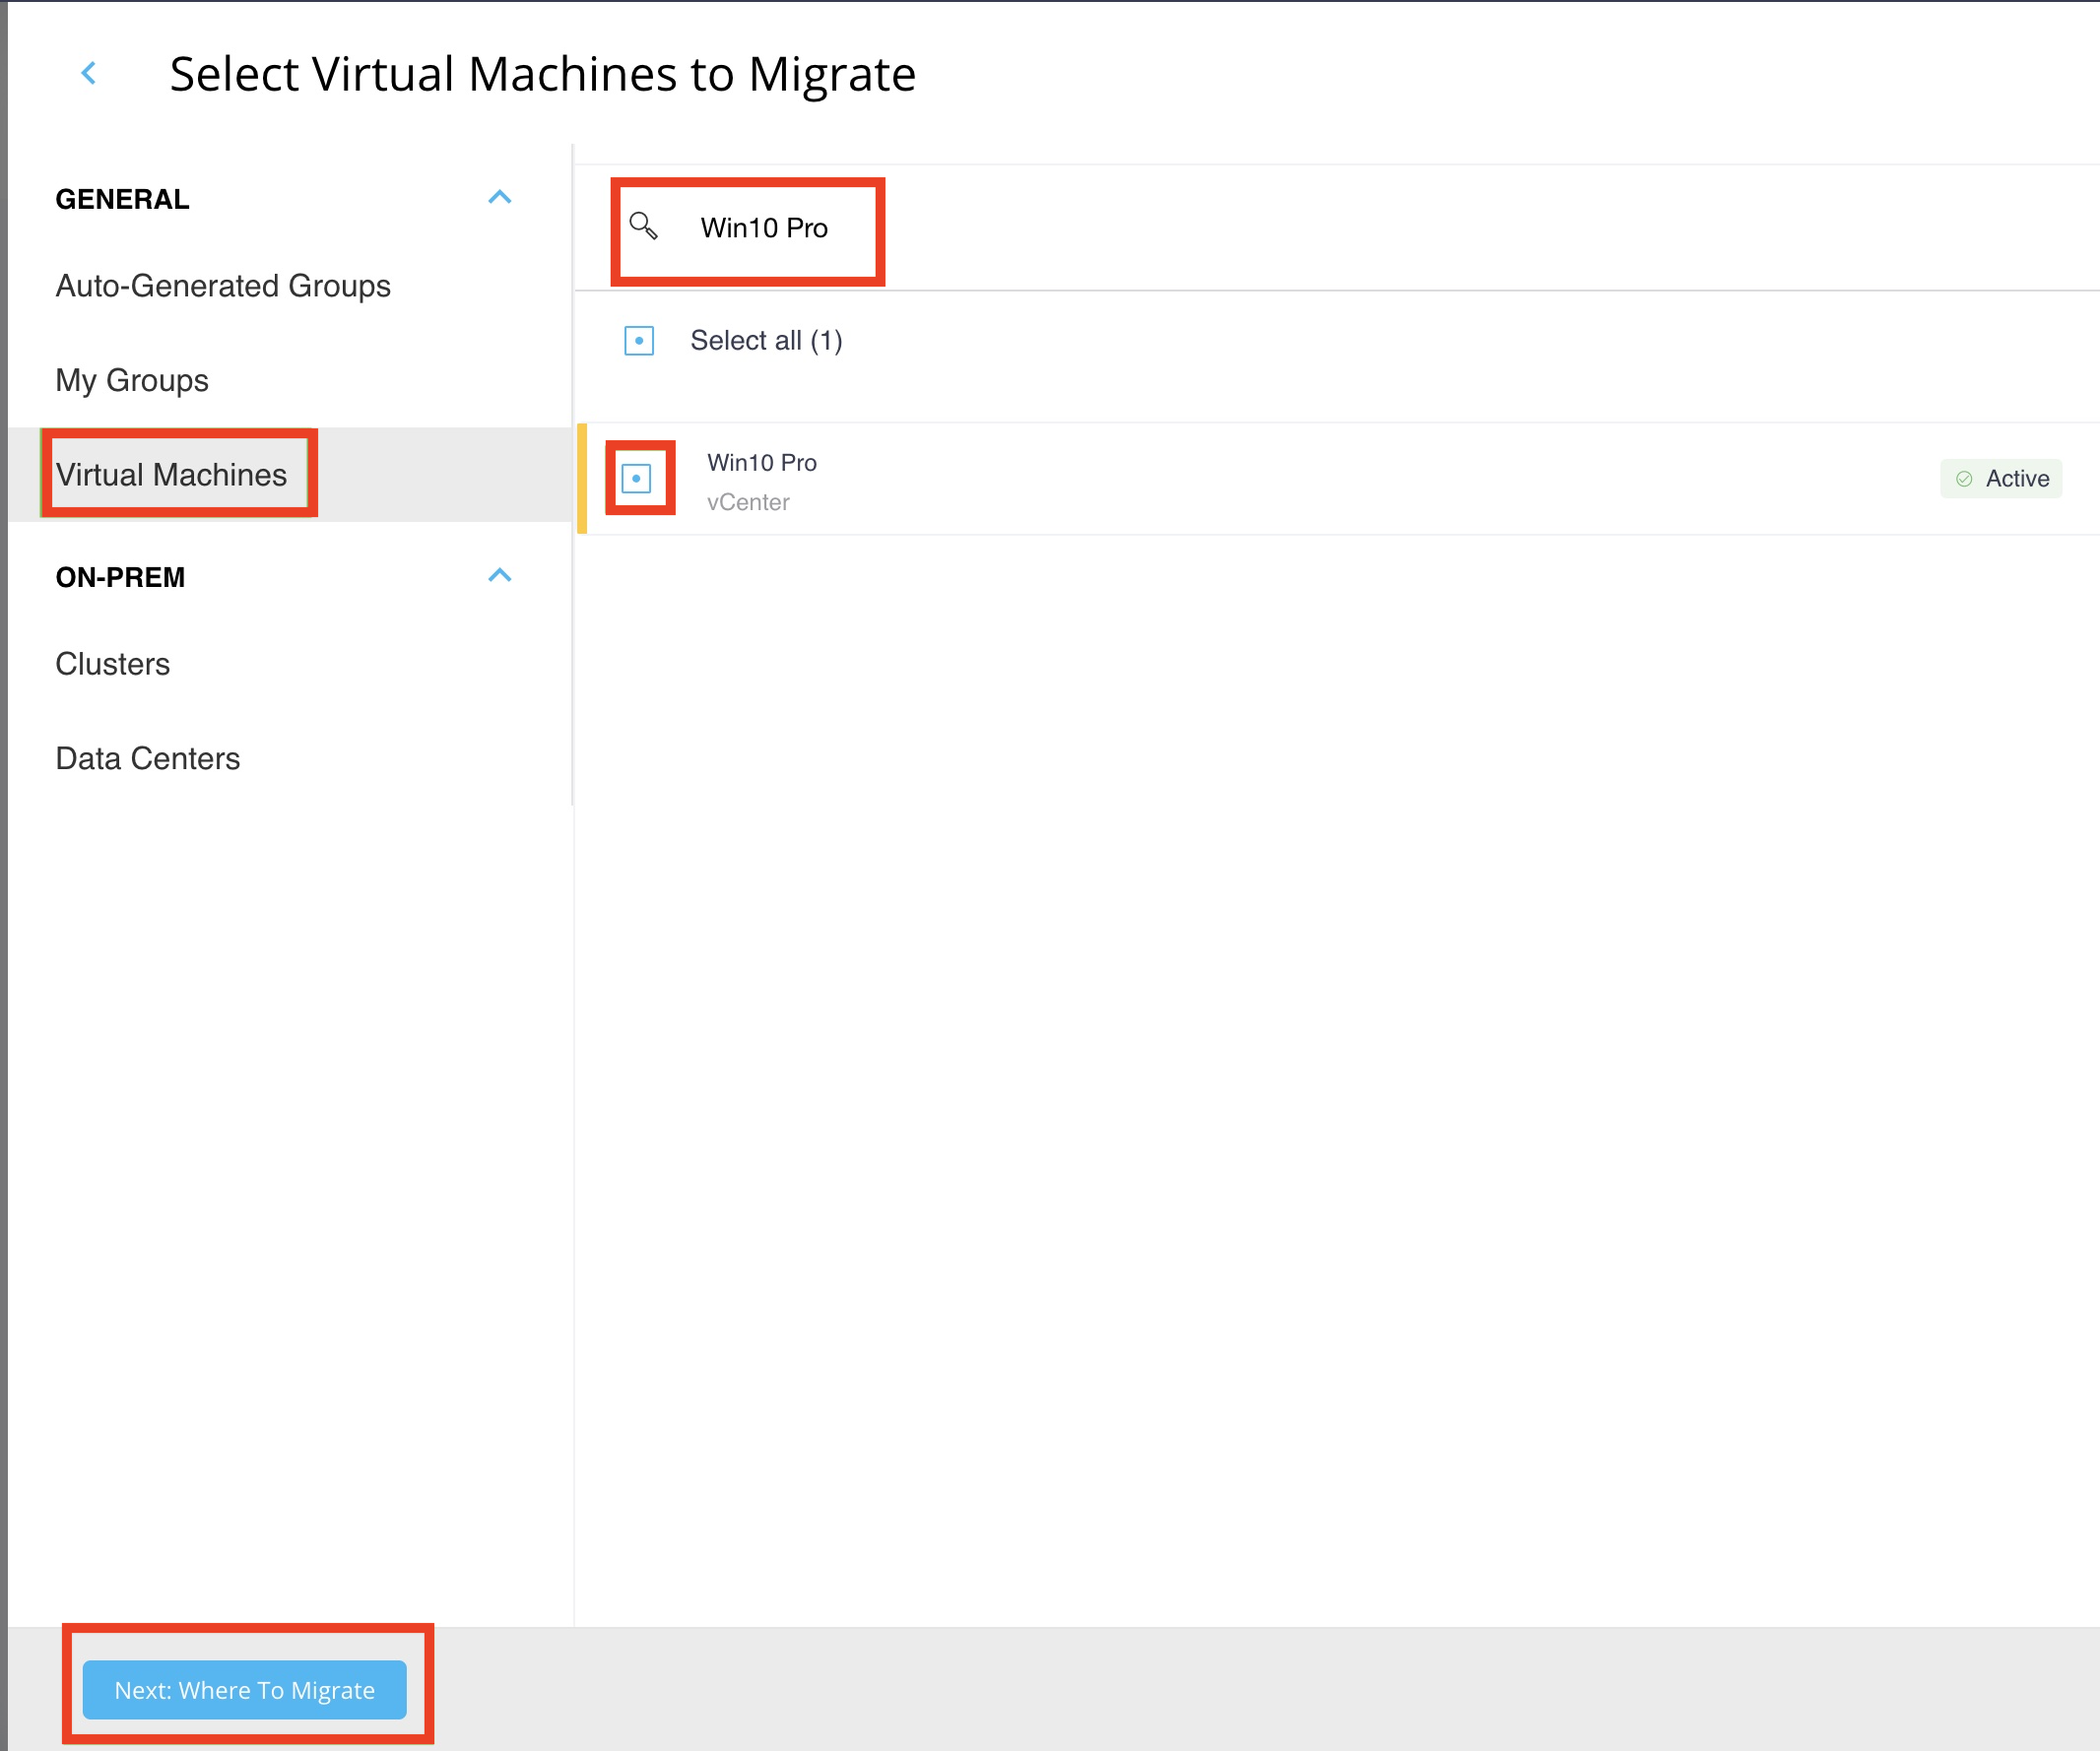 Select Virtual Machines to Migrate
GENERAL
Auto-Generated Groups
My Groups
Virtual Machines
ON-PREM
Clusters
Data Centers
Win10 Pro
Select all (1)
Win10 Pro
vCenter
Active
Next: Where To Migrate